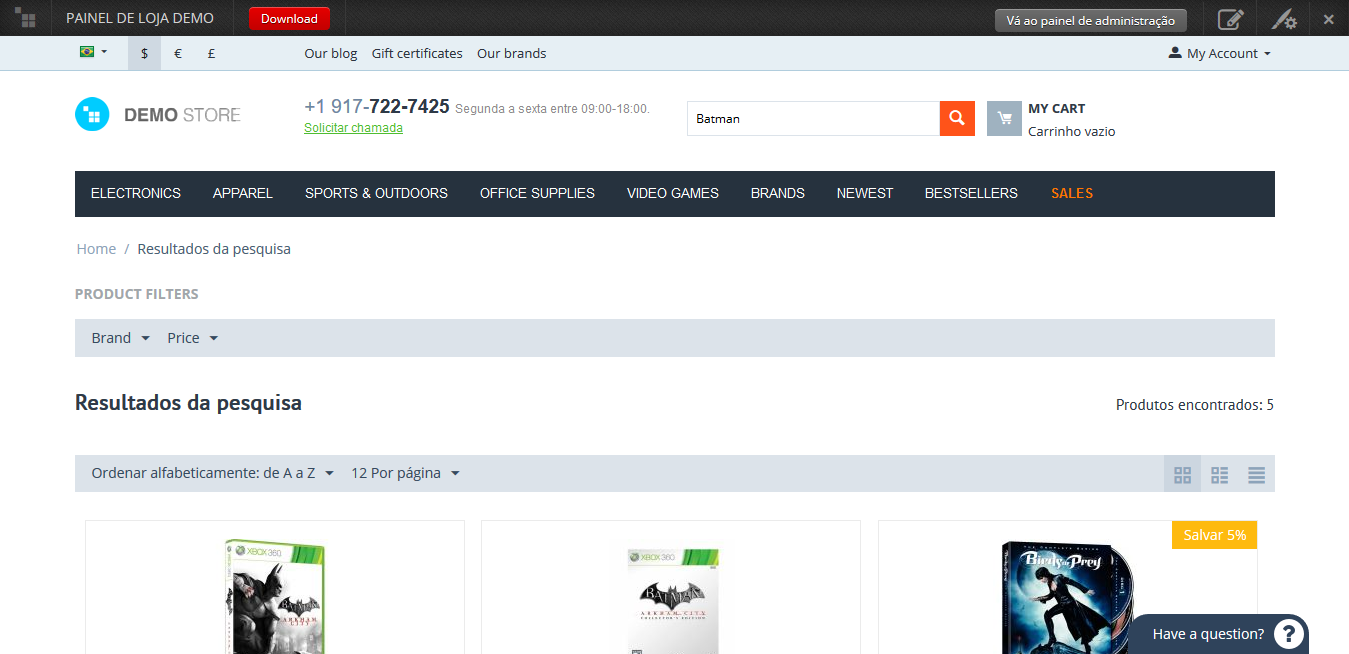 PAINEL DE LOJA DEMO Download Vá ao painel de administração
$ € £ Our blog Gift certificates Our brands My Account
DEMO STORE
+1 917-722-7425 Segunda a sexta entre 09:00-18:00.
Solicitar chamada
Batman
MY CART
Carrinho vazio
ELECTRONICS APPAREL SPORTS & OUTDOORS OFFICE SUPPLIES VIDEO GAMES BRANDS NEWEST BESTSELLERS SALES
Home / Resultados da pesquisa
PRODUCT FILTERS
Brand Price
Resultados da pesquisa Produtos encontrados: 5
Ordenar alfabeticamente: de A a Z 12 Por página
XBOX 360
BATMAN
ARKHAM
CITY
XBOX 360
BATMAN
ARKHAM CITY
COLLECTOR'S EDITION
Salvar 5%
THE COMPLETE SERIES
Birds of Prey
Have a question? ?